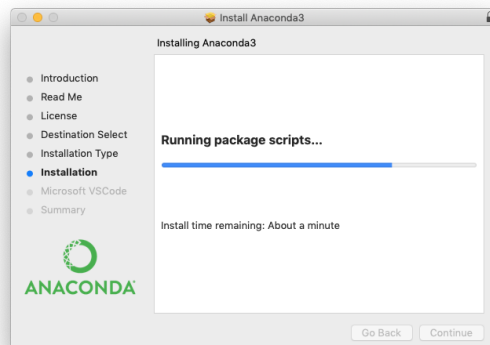 Install Anaconda3
Installing Anaconda3
Introduction
Read Me
License
Destination Select
Installation Type
Installation
Microsoft VSCode
Summary
Running package scripts...
Install time remaining: About a minute
ANACONDA
Go Back
Continue